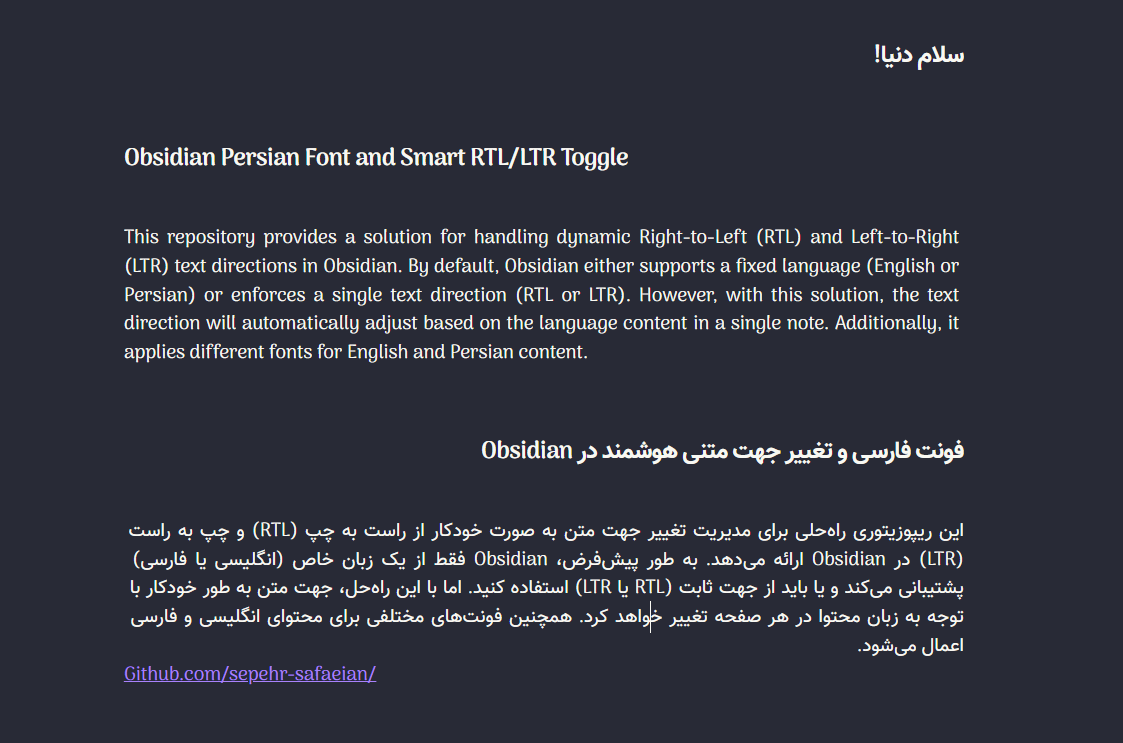 سلام دنیا!
Obsidian Persian Font and Smart RTL/LTR Toggle
This repository provides a solution for handling dynamic Right-to-Left (RTL) and Left-to-Right
(LTR) text directions in Obsidian. By default, Obsidian either supports a fixed language (English or
Persian) or enforces a single text direction (RTL or LTR). However, with this solution, the text
direction will automatically adjust based on the language content in a single note. Additionally, it
applies different fonts for English and Persian content.
فونت فارسی و تغییر جهت متنی هوشمند در Obsidian
این ریپوزیتوری راه‌حلی برای مدیریت تغییر جهت متن به صورت خودکار از راست به چپ (RTL) و چپ به راست
(LTR) در Obsidian ارائه می‌دهد. به طور پیش‌فرض، Obsidian فقط از یک زبان خاص (انگلیسی یا فارسی)
پشتیبانی می‌کند و یا باید از جهت ثابت (RTL یا LTR) استفاده کنید. اما با این راه‌حل، جهت متن به طور خودکار با
توجه به زبان محتوا در هر صفحه تغییر خواهد کرد. همچنین فونت‌های مختلفی برای محتوای انگلیسی و فارسی
اعمال می‌شود.
Github.com/sepehr-safaeian/